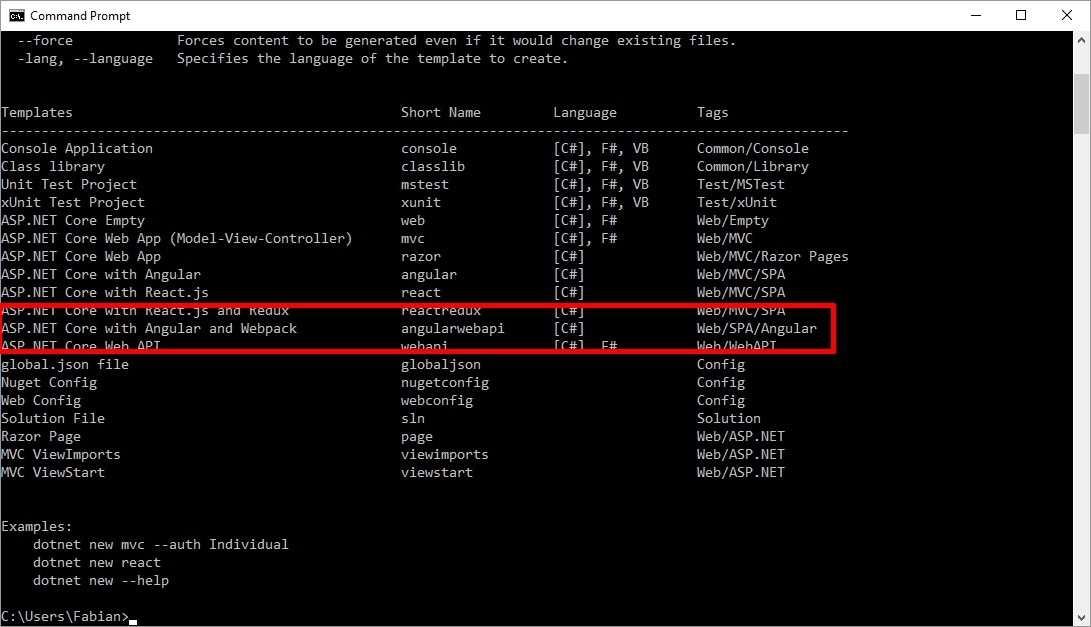 Command Prompt
--force Forces content to be generated even if it would change existing files.
-lang, --language Specifies the language of the template to create.
Templates Short Name Language Tags
----------------------------------------------------------------------------------------------------------
Console Application console [C#], F#, VB Common/Console
Class library classlib [C#], F#, VB Common/Library
Unit Test Project mstest [C#], F#, VB Test/MSTest
xUnit Test Project xunit [C#], F#, VB Test/xUnit
ASP.NET Core Empty web [C#], F# Web/Empty
ASP.NET Core Web App (Model-View-Controller) mvc [C#], F# Web/MVC
ASP.NET Core Web App razor [C#] Web/MVC/Razor Pages
ASP.NET Core with Angular angular [C#] Web/MVC/SPA
ASP.NET Core with React.js react [C#] Web/MVC/SPA
ASP.NET Core with React.js and Redux reactredux [C#] Web/MVC/SPA
ASP.NET Core with Angular and Webpack angularwebapi [C#] Web/SPA/Angular
ASP.NET Core Web API webapi [C#], F# Web/WebAPI
global.json file globaljson Config
Nuget Config nugetconfig Config
Web Config webconfig Config
Solution File sln Solution
Razor Page page Web/ASP.NET
MVC ViewImports viewimports Web/ASP.NET
MVC ViewStart viewstart Web/ASP.NET
Examples:
dotnet new mvc --auth Individual
dotnet new react
dotnet new --help
C:\Users\Fabian>